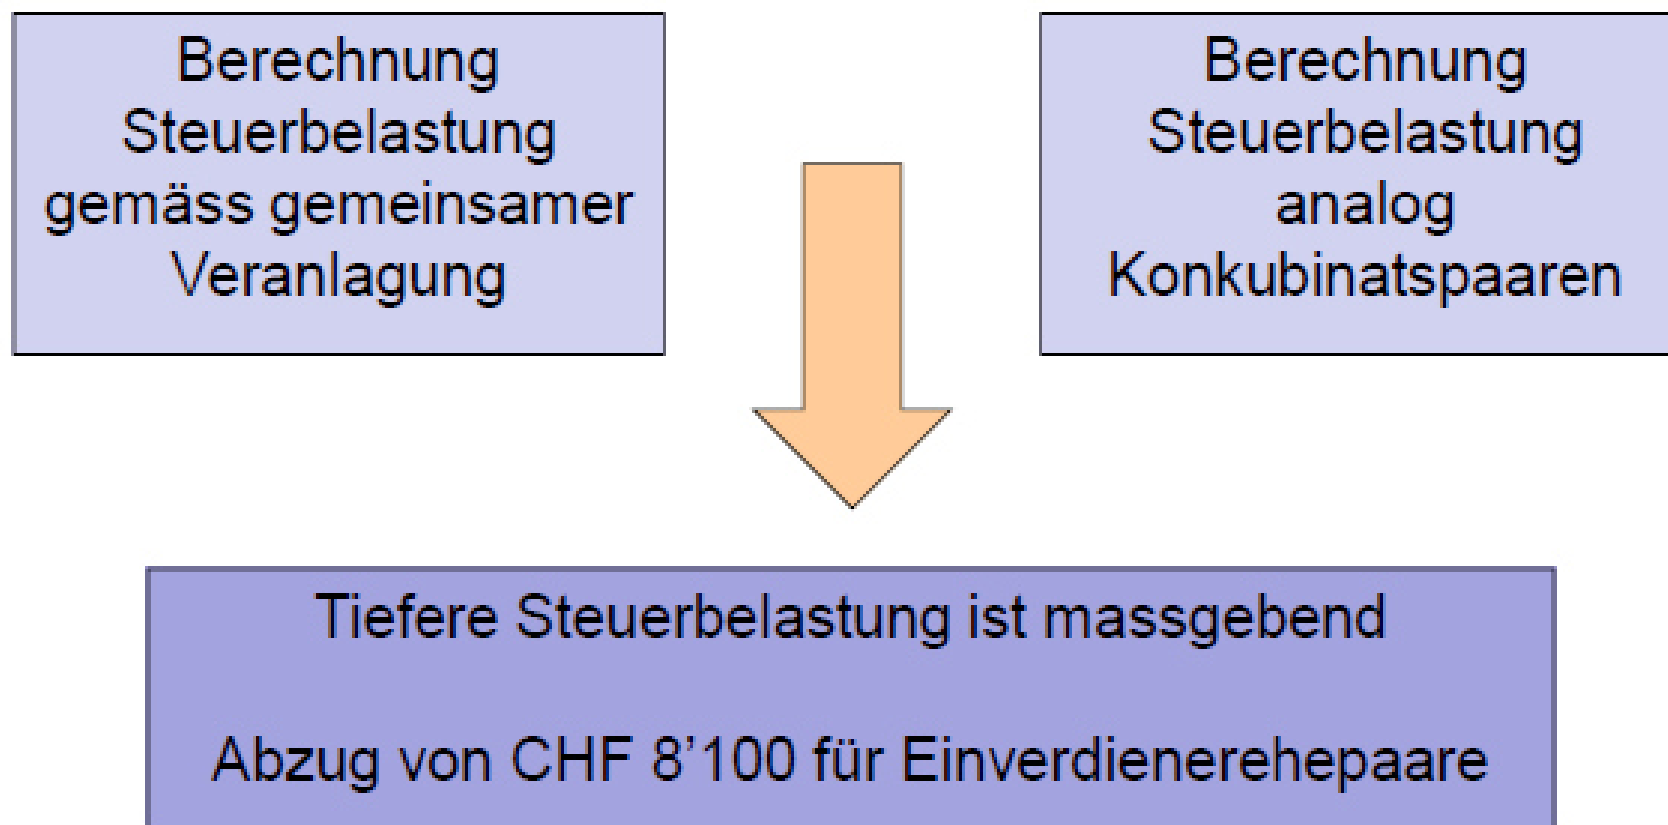 Berechnung
Steuerbelastung
gemäss gemeinsamer
Veranlagung
Berechnung
Steuerbelastung
analog
Konkubinatspaaren
Tiefere Steuerbelastung ist massgebend
Abzug von CHF 8’100 für Einverdienerehepaare